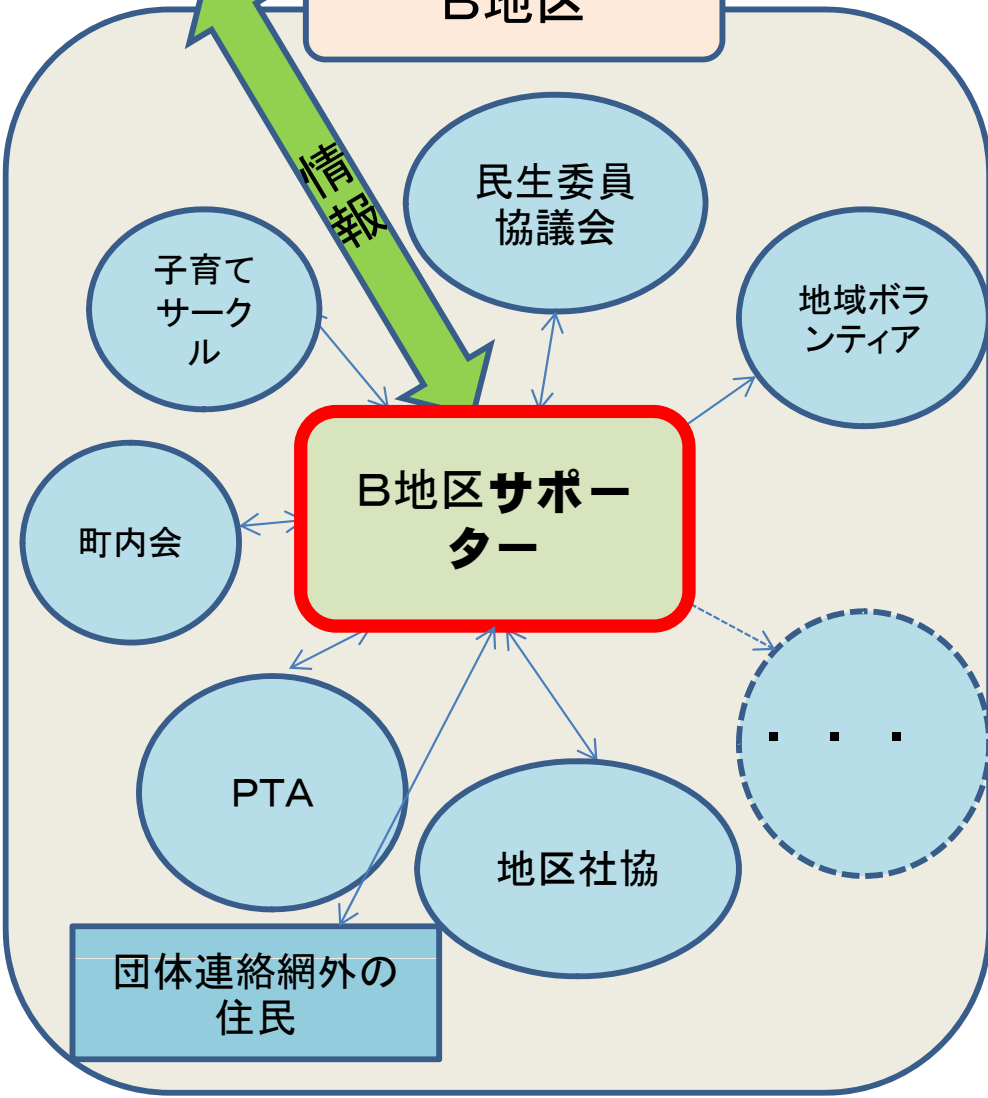 B地区
情
報
民生委員
協議会
子育て
サーク
ル
地域ボラ
ンティア
B地区サポー
ター
町内会
・ ・ ・
PTA
地区社協
団体連絡網外の
住民